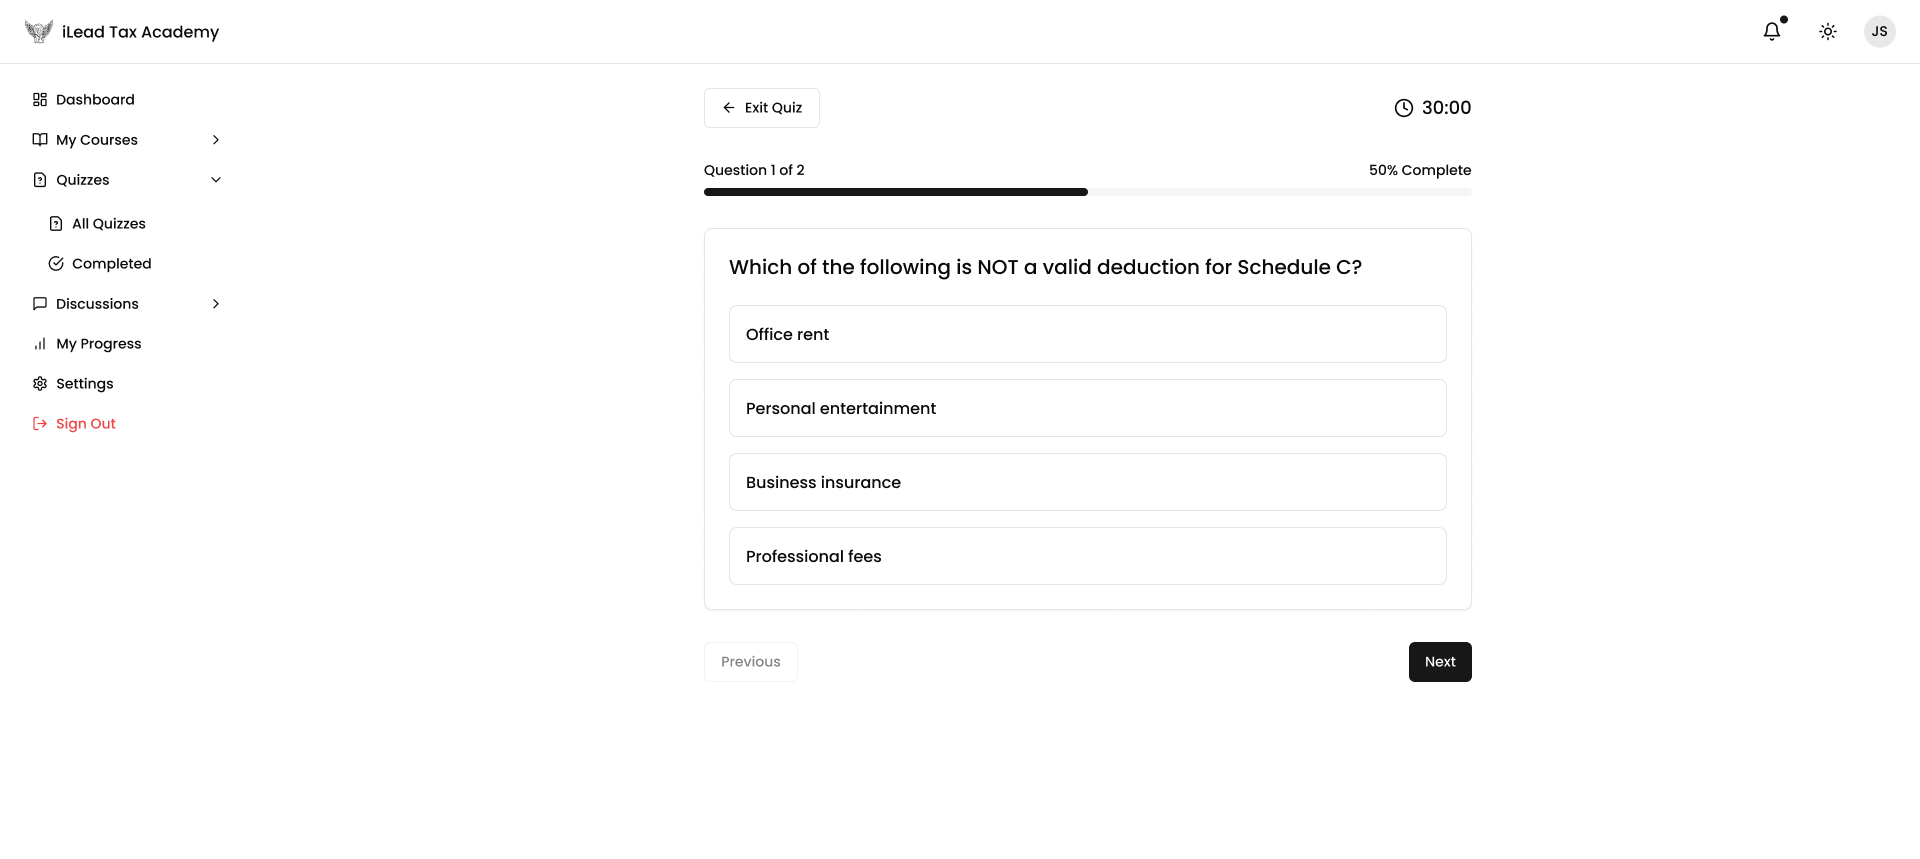 iLead Tax Academy
JS
Dashboard
My Courses
Quizzes
All Quizzes
Completed
Discussions
My Progress
Settings
Sign Out
Exit Quiz
30:00
Question 1 of 2
50% Complete
Which of the following is NOT a valid deduction for Schedule C?
Office rent
Personal entertainment
Business insurance
Professional fees
Previous
Next